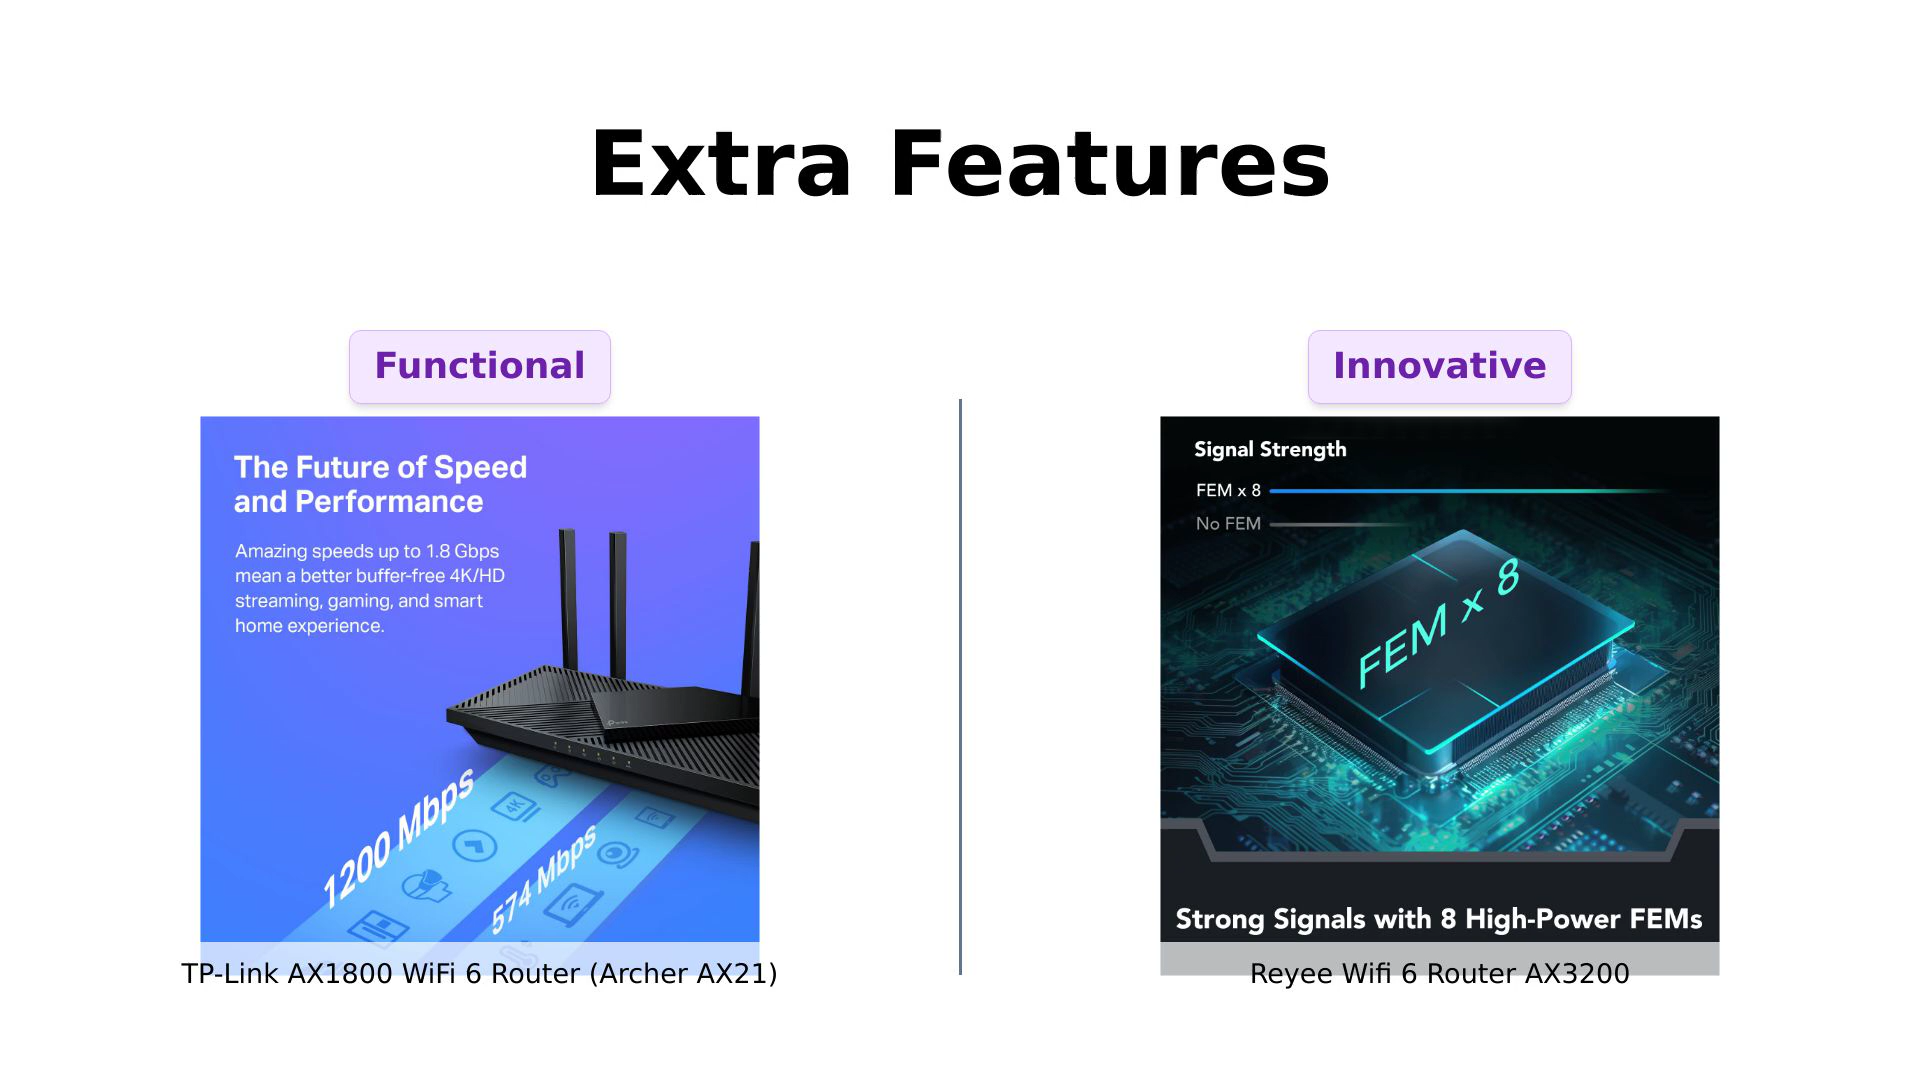 Extra Features
Functional
The Future of Speed
and Performance
Amazing speeds up to 1.8 Gbps
mean a better buffer-free 4K/HD
streaming, gaming, and smart
home experience.
1200 Mbps
4K
574 Mbps
TP-Link AX1800 WiFi 6 Router (Archer AX21)
Innovative
Signal Strength
FEM x 8
No FEM
FEM x 8
Strong Signals with 8 High-Power FEMs
Reyee Wifi 6 Router AX3200